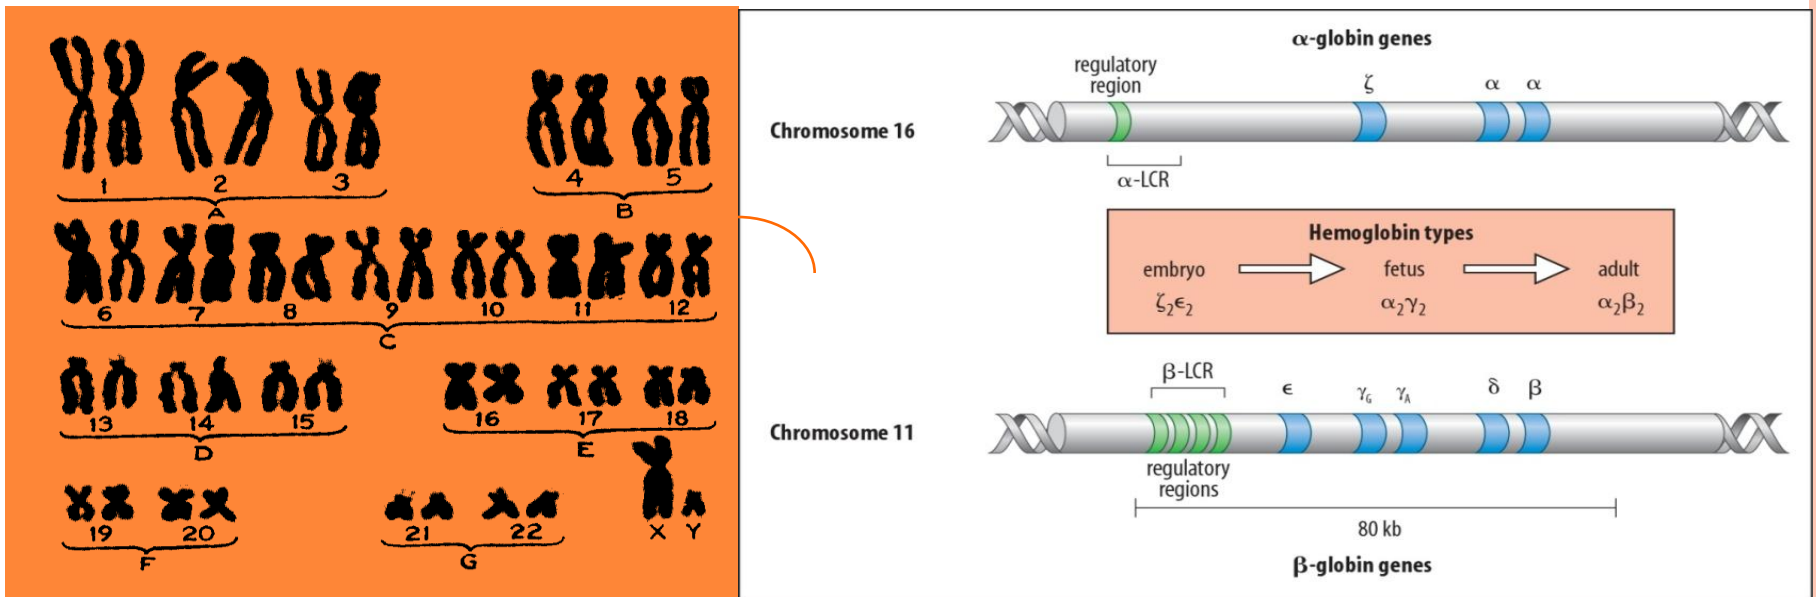 1 2 3
A
4 5
B
6 7 8 9 10 11 12
C
13 14 15
D
16 17 18
E
19 20
F
21 22
G
X Y
α-globin genes
regulatory
region
ζ α α
Chromosome 16
α-LCR
Hemoglobin types
embryo fetus adult
ζ₂ϵ₂ α₂γ₂ α₂β₂
β-LCR
ϵ γG γA δ β
Chromosome 11
regulatory
regions
80 kb
β-globin genes